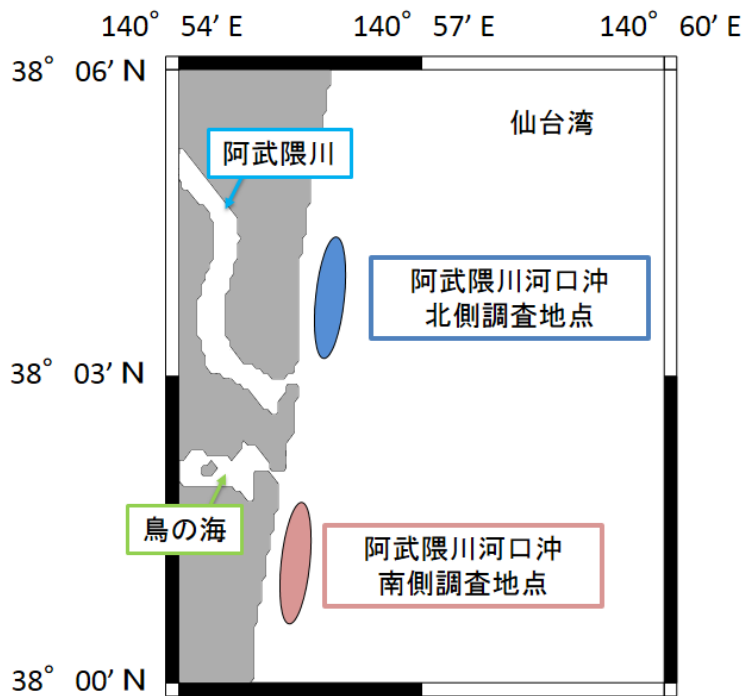 140° 54' E 140° 57' E 140° 60' E
38° 06' N
仙台湾
阿武隈川
阿武隈川河口沖
北側調査地点
38° 03' N
鳥の海
阿武隈川河口沖
南側調査地点
38° 00' N